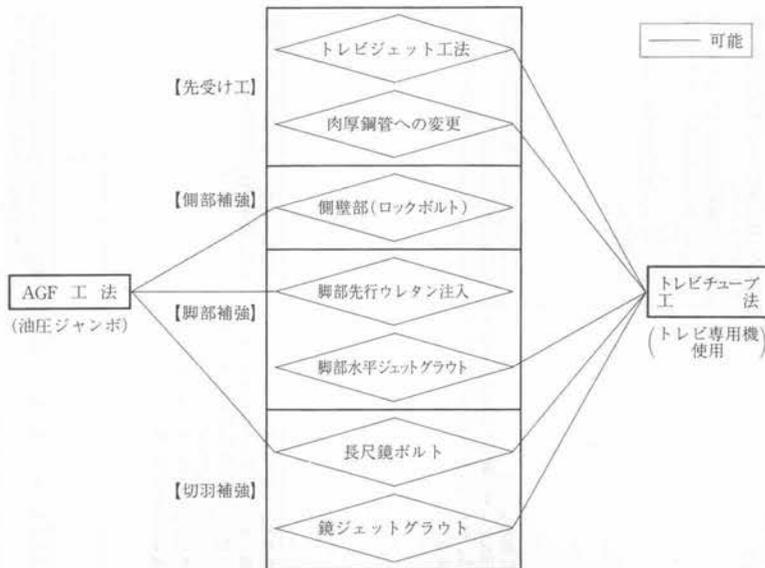 トレビジェット工法
可能
【先受け工】
肉厚鋼管への変更
【側部補強】
側壁部(ロックボルト)
AGF 工 法
(油圧ジャンボ)
【脚部補強】
脚部先行ウレタン注入
脚部水平ジェットグラウト
トレビチューブ
工 法
(トレビ専用機
使用)
長尺鏡ボルト
【切羽補強】
鏡ジェットグラウト